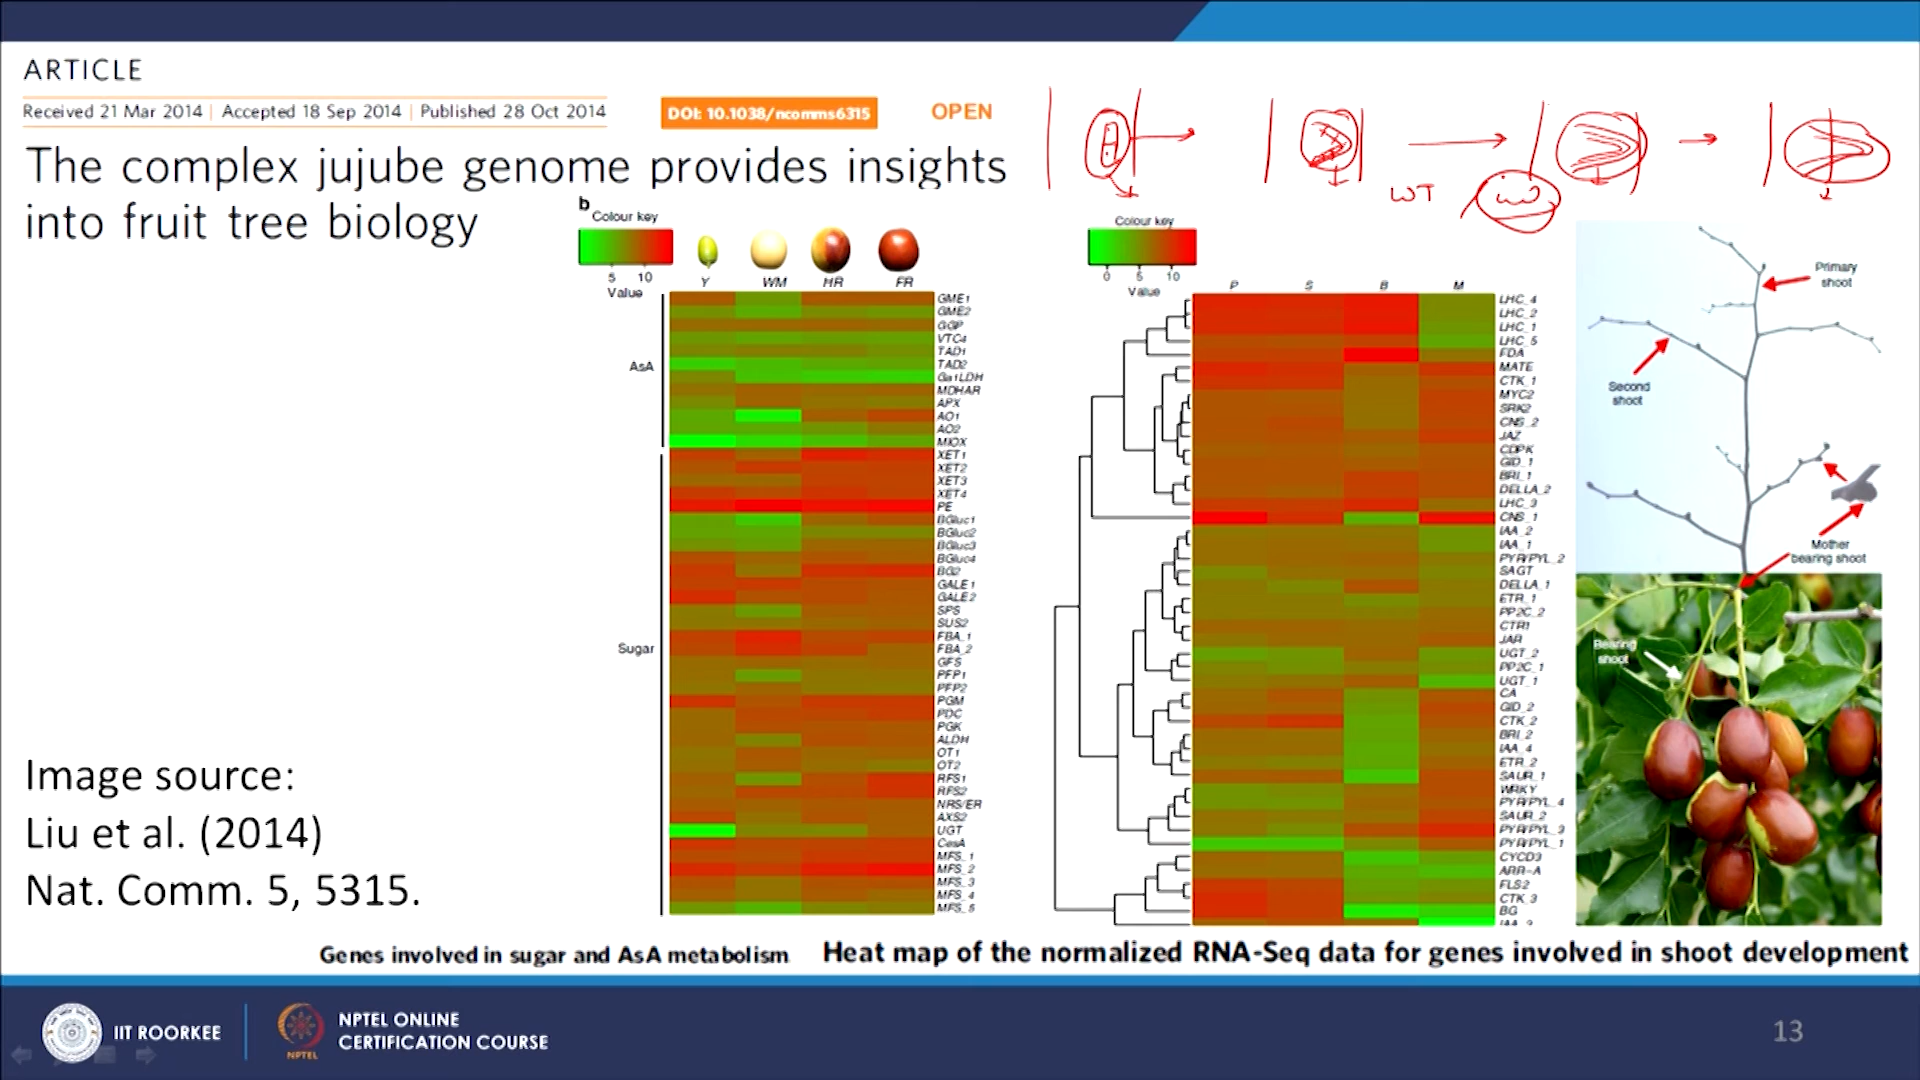 ARTICLE
Received 21 Mar 2014 | Accepted 18 Sep 2014 | Published 28 Oct 2014
DOI: 10.1038/ncomms6315
OPEN
The complex jujube genome provides insights
into fruit tree biology
WT
b
Colour key
5 10
Value
Y WM HR FR
AsA
Sugar
GME1
GME2
GGP
VTC4
TAD1
TAD2
GalLDH
MDHAR
APX
AO1
AO2
MIOX
XET1
XET2
XET3
XET4
PE
BGluc1
BGluc2
BGluc3
BGluc4
BG2
GALE1
GALE2
SPS
SUS2
FBA_1
FBA_2
GFS
PFP1
PFP2
PGM
PDC
PGK
ALDH
OT1
OT2
RFS1
RFS2
NRS/ER
AXS2
UGT
CesA
MFS_1
MFS_2
MFS_3
MFS_4
MFS_5
Colour key
0 5 10
Value
P S B M
LHC_4
LHC_2
LHC_1
LHC_5
FDA
MATE
CTK_1
MYC2
SRK2
CNS_2
JAZ
CDPK
GID_1
BRI_1
DELLA_2
LHC_3
CNS_1
IAA_2
IAA_1
PYR/PYL_2
SAGT
DELLA_1
ETR_1
PP2C_2
CTR1
JAR
UGT_2
PP2C_1
UGT_1
CA
GID_2
CTK_2
BRI_2
IAA_4
ETR_2
SAUR_1
WRKY
PYR/PYL_4
SAUR_2
PYR/PYL_3
PYR/PYL_1
CYCD3
ARR-A
FLS2
CTK_3
BG
IAA_3
Primary
shoot
Second
shoot
Mother
bearing shoot
Bearing
shoot
Image source:
Liu et al. (2014)
Nat. Comm. 5, 5315.
Genes involved in sugar and AsA metabolism
Heat map of the normalized RNA-Seq data for genes involved in shoot development
IIT ROORKEE
NPTEL
NPTEL ONLINE
CERTIFICATION COURSE
13